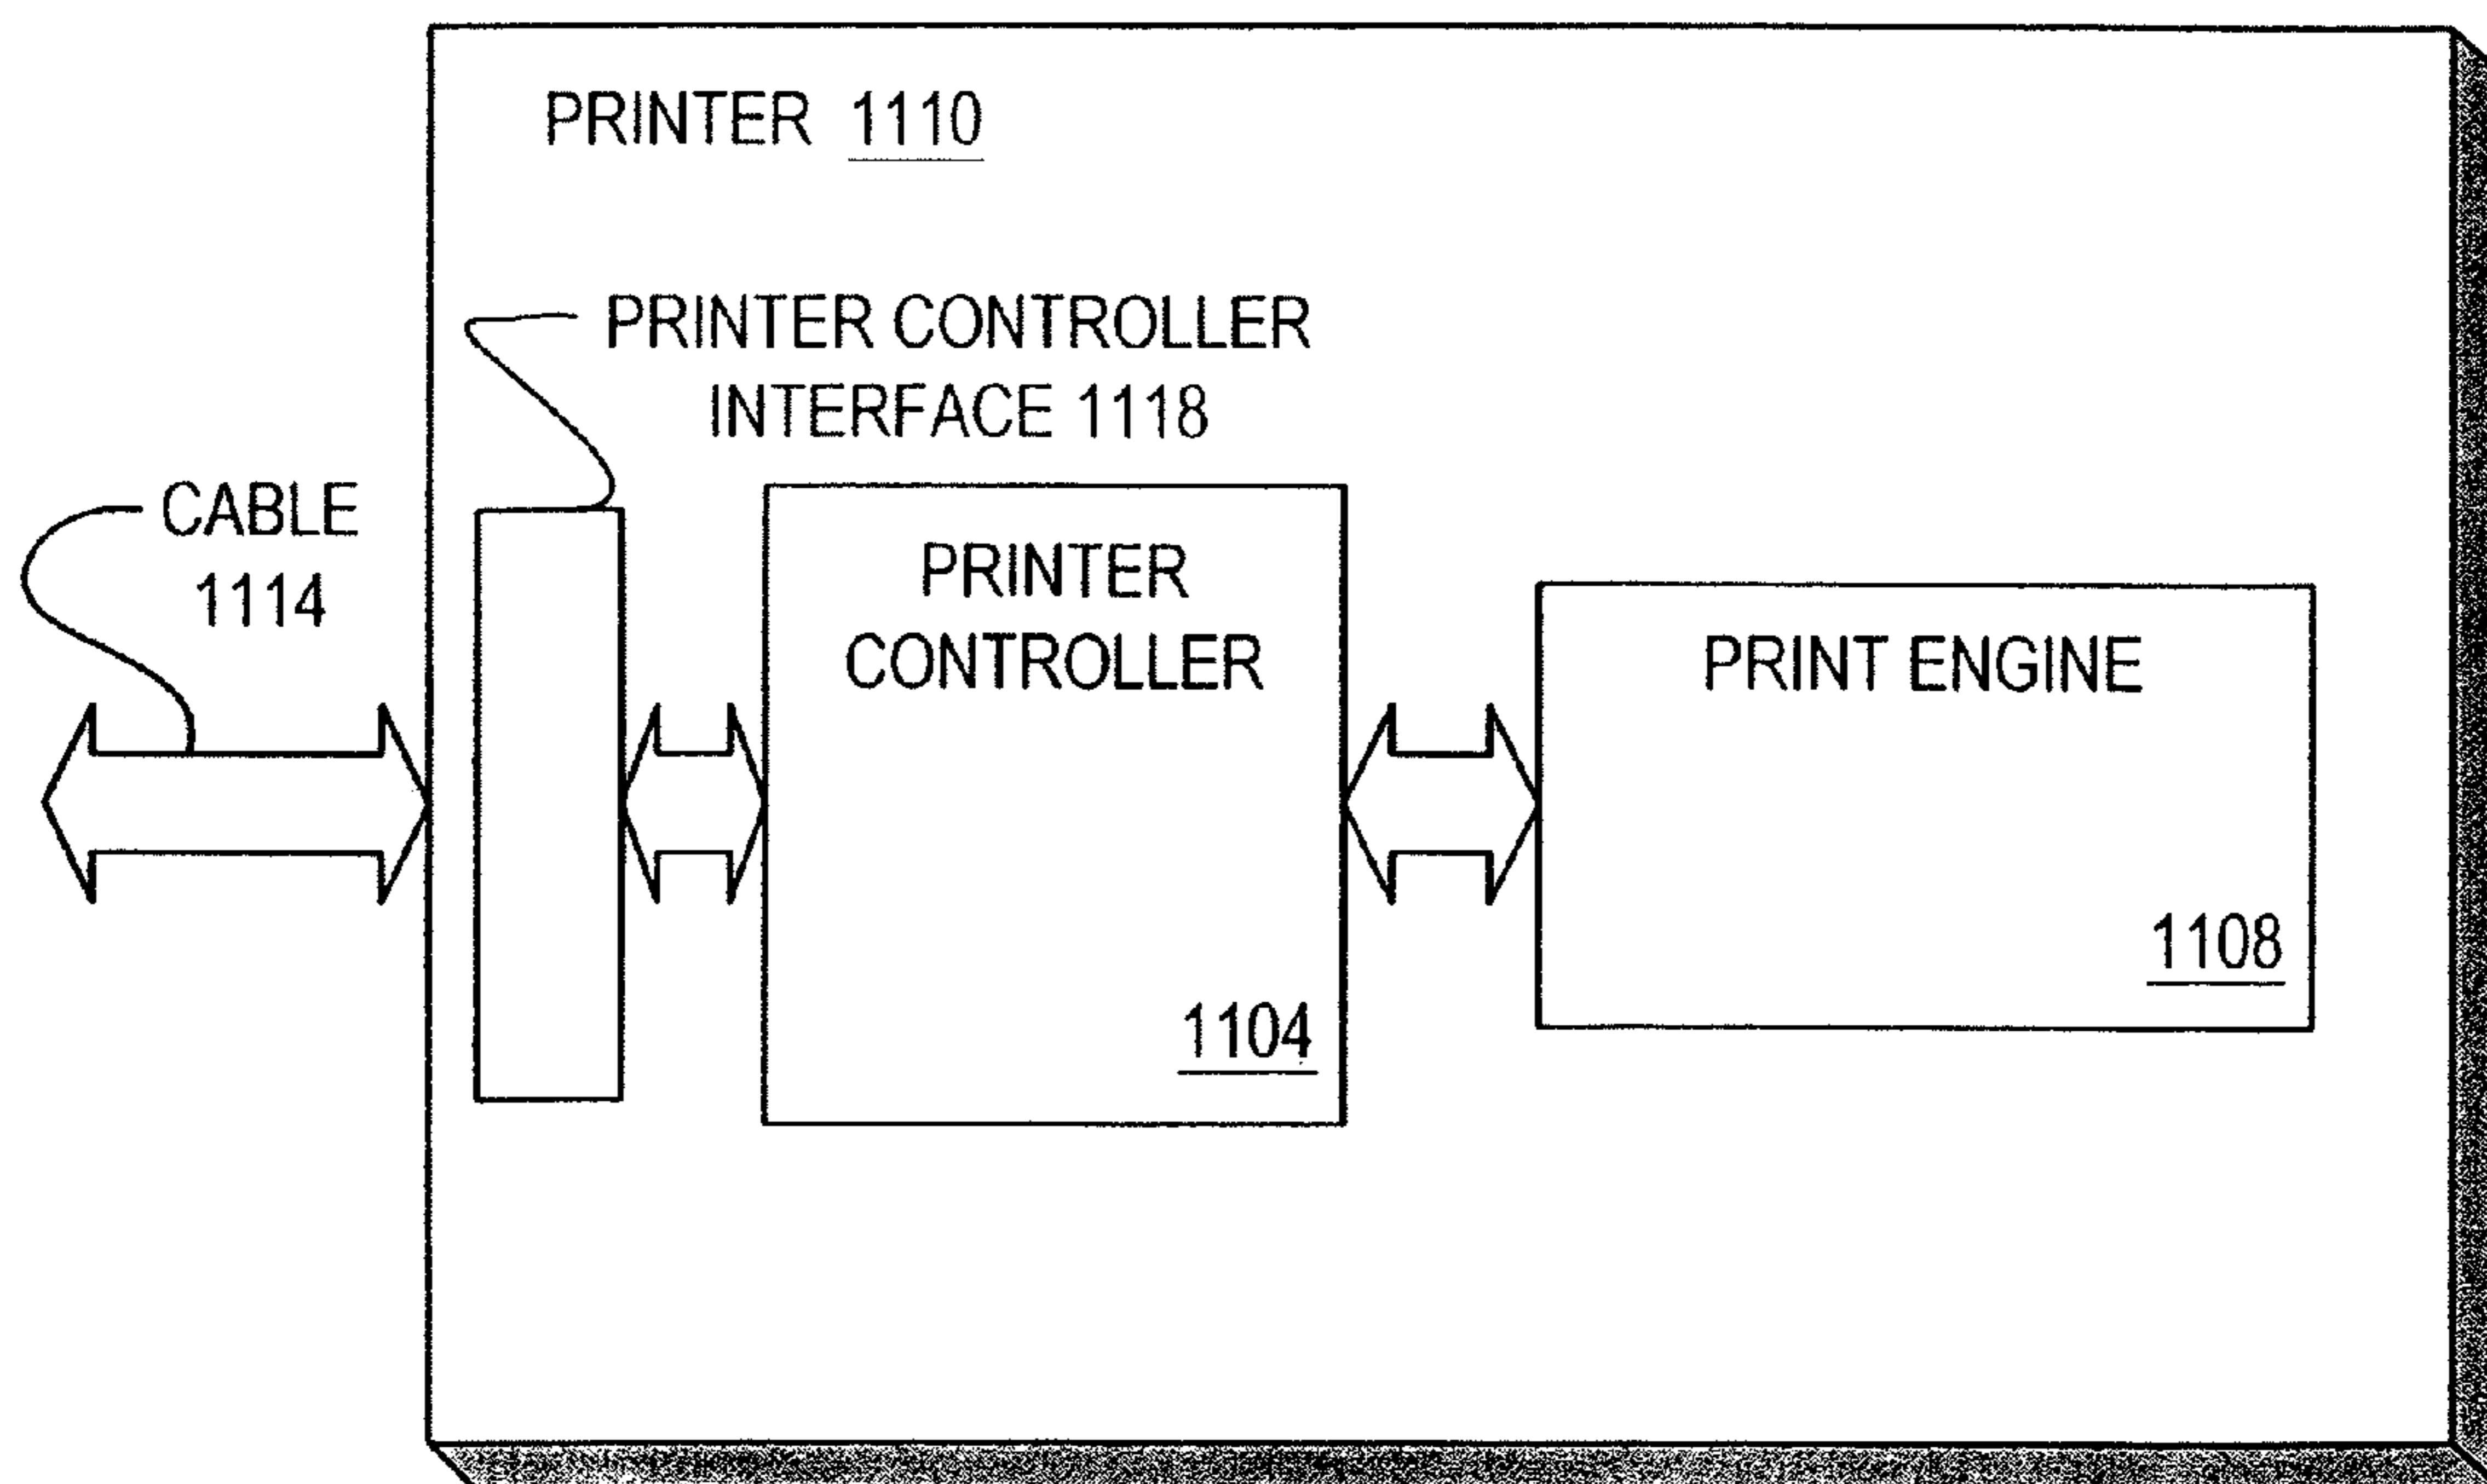 PRINTER 1110
PRINTER CONTROLLER
INTERFACE 1118
CABLE
1114
PRINTER
CONTROLLER
1104
PRINT ENGINE
1108